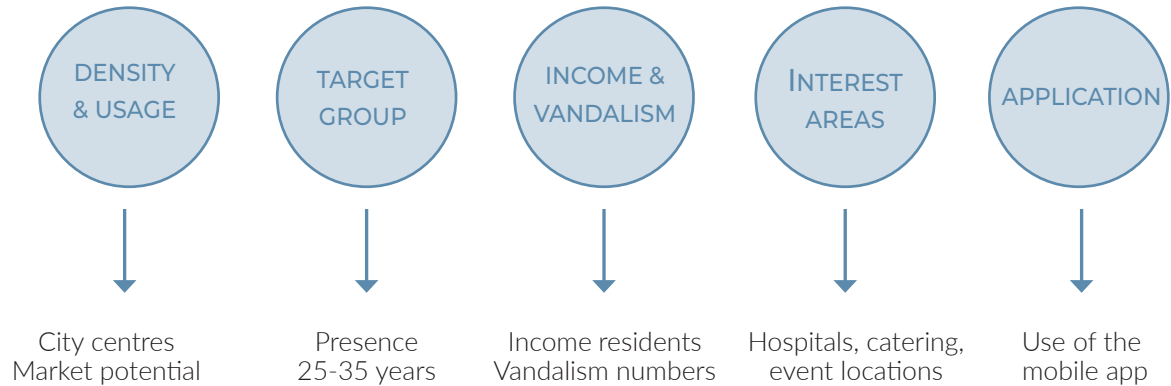 DENSITY
& USAGE
TARGET
GROUP
INCOME &
VANDALISM
INTEREST
AREAS
APPLICATION
City centres
Market potential
Presence
25-35 years
Income residents
Vandalism numbers
Hospitals, catering,
event locations
Use of the
mobile app